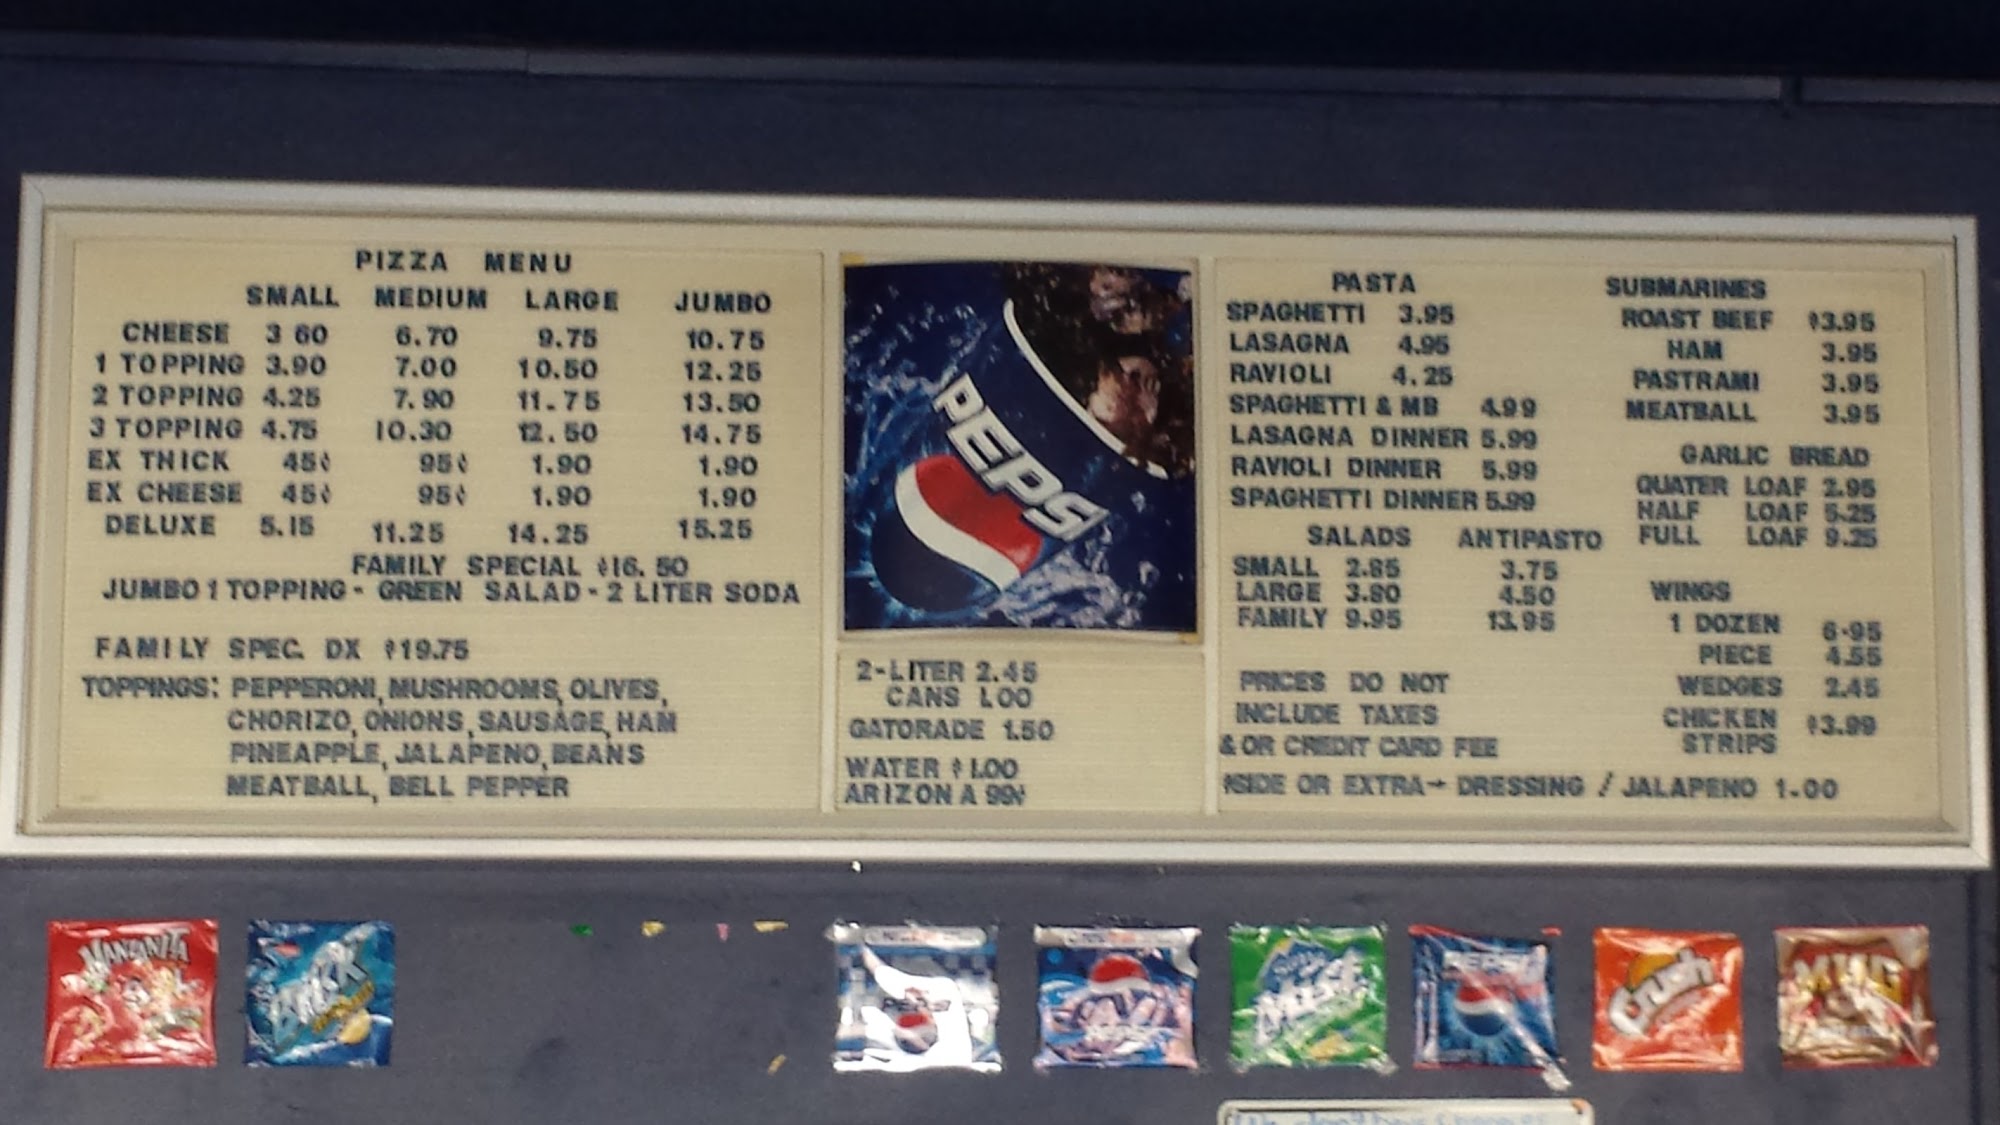 PIZZA MENU
SMALL MEDIUM LARGE JUMBO
CHEESE 3 60 6.70 9.75 10.75
1 TOPPING 3.90 7.00 10.50 12.25
2 TOPPING 4.25 7.90 11.75 13.50
3 TOPPING 4.75 10.30 12.50 14.75
EX THICK 45¢ 95¢ 1.90 1.90
EX CHEESE 45¢ 95¢ 1.90 1.90
DELUXE 5.15 11.25 14.25 15.25
FAMILY SPECIAL $16.50
JUMBO 1 TOPPING - GREEN SALAD - 2 LITER SODA
FAMILY SPEC. DX $19.75
TOPPINGS: PEPPERONI, MUSHROOMS, OLIVES,
CHORIZO, ONIONS, SAUSAGE, HAM
PINEAPPLE, JALAPENO, BEANS
MEATBALL, BELL PEPPER
PEPSI
2-LITER 2.45
CANS 1.00
GATORADE 1.50
WATER $1.00
ARIZONA 99¢
PASTA
SPAGHETTI 3.95
LASAGNA 4.95
RAVIOLI 4.25
SPAGHETTI & MB 4.99
LASAGNA DINNER 5.99
RAVIOLI DINNER 5.99
SPAGHETTI DINNER 5.99
SALADS ANTIPASTO
SMALL 2.85 3.75
LARGE 3.80 4.50
FAMILY 9.95 13.95
PRICES DO NOT
INCLUDE TAXES
& OR CREDIT CARD FEE
SUBMARINES
ROAST BEEF $3.95
HAM 3.95
PASTRAMI 3.95
MEATBALL 3.95
GARLIC BREAD
QUATER LOAF 2.95
HALF LOAF 5.25
FULL LOAF 9.25
WINGS
1 DOZEN 6.95
PIECE 4.55
WEDGES 2.45
CHICKEN $3.99
STRIPS
*SIDE OR EXTRA→ DRESSING / JALAPENO 1.00
MANZANITA
BRISK
PEPSI
MIST
PEPSI
Crush
MUG